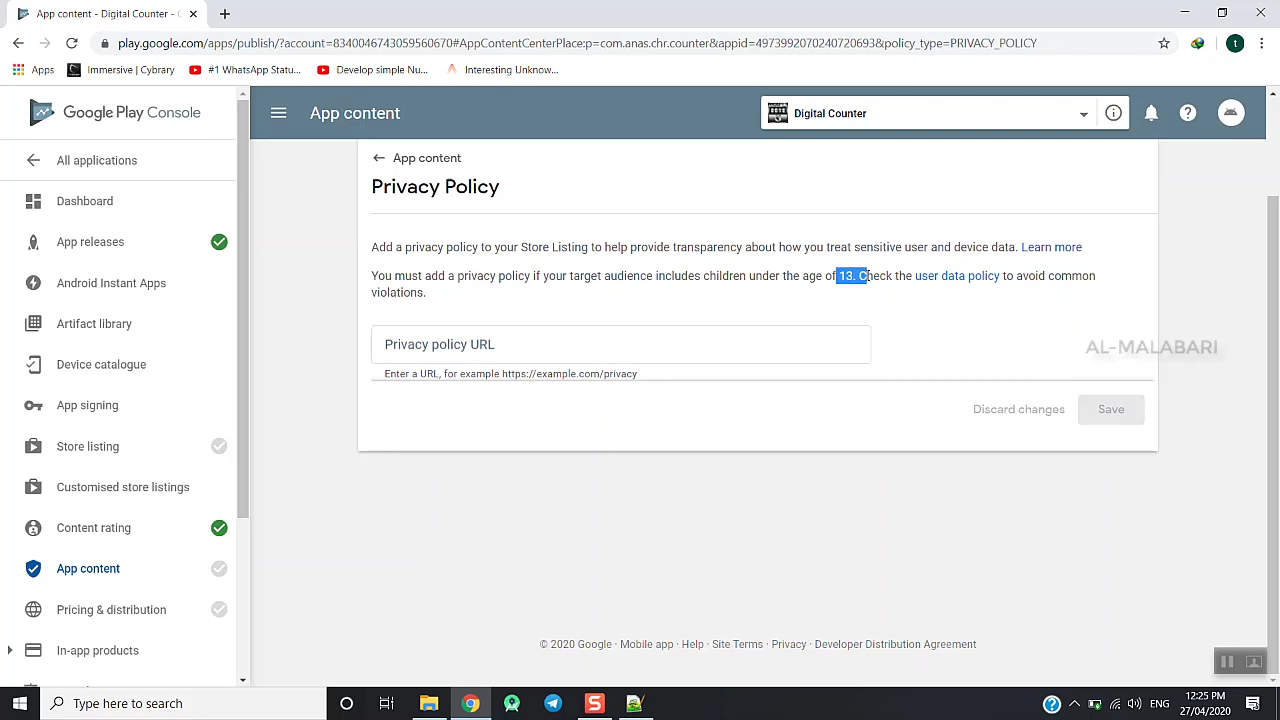 App content - Digital Counter -
play.google.com/apps/publish/?account=8340046743059560670#AppContentCenterPlace:p=com.anas.chr.counter&appid=4973992070240720693&policy_type=PRIVACY_POLICY
t
Apps
Immersive | Cybrary
#1 WhatsApp Statu...
Develop simple Nu...
Interesting Unknow...
Google Play Console
App content
Digital Counter
All applications
Dashboard
App releases
Android Instant Apps
Artifact library
Device catalogue
App signing
Store listing
Customised store listings
Content rating
App content
Pricing & distribution
In-app products
App content
Privacy Policy
Add a privacy policy to your Store Listing to help provide transparency about how you treat sensitive user and device data. Learn more
You must add a privacy policy if your target audience includes children under the age of 13. Check the user data policy to avoid common
violations.
Privacy policy URL
Enter a URL, for example https://example.com/privacy
AL-MALABARI
Discard changes
Save
© 2020 Google · Mobile app · Help · Site Terms · Privacy · Developer Distribution Agreement
Type here to search
S
ENG
12:25 PM
27/04/2020